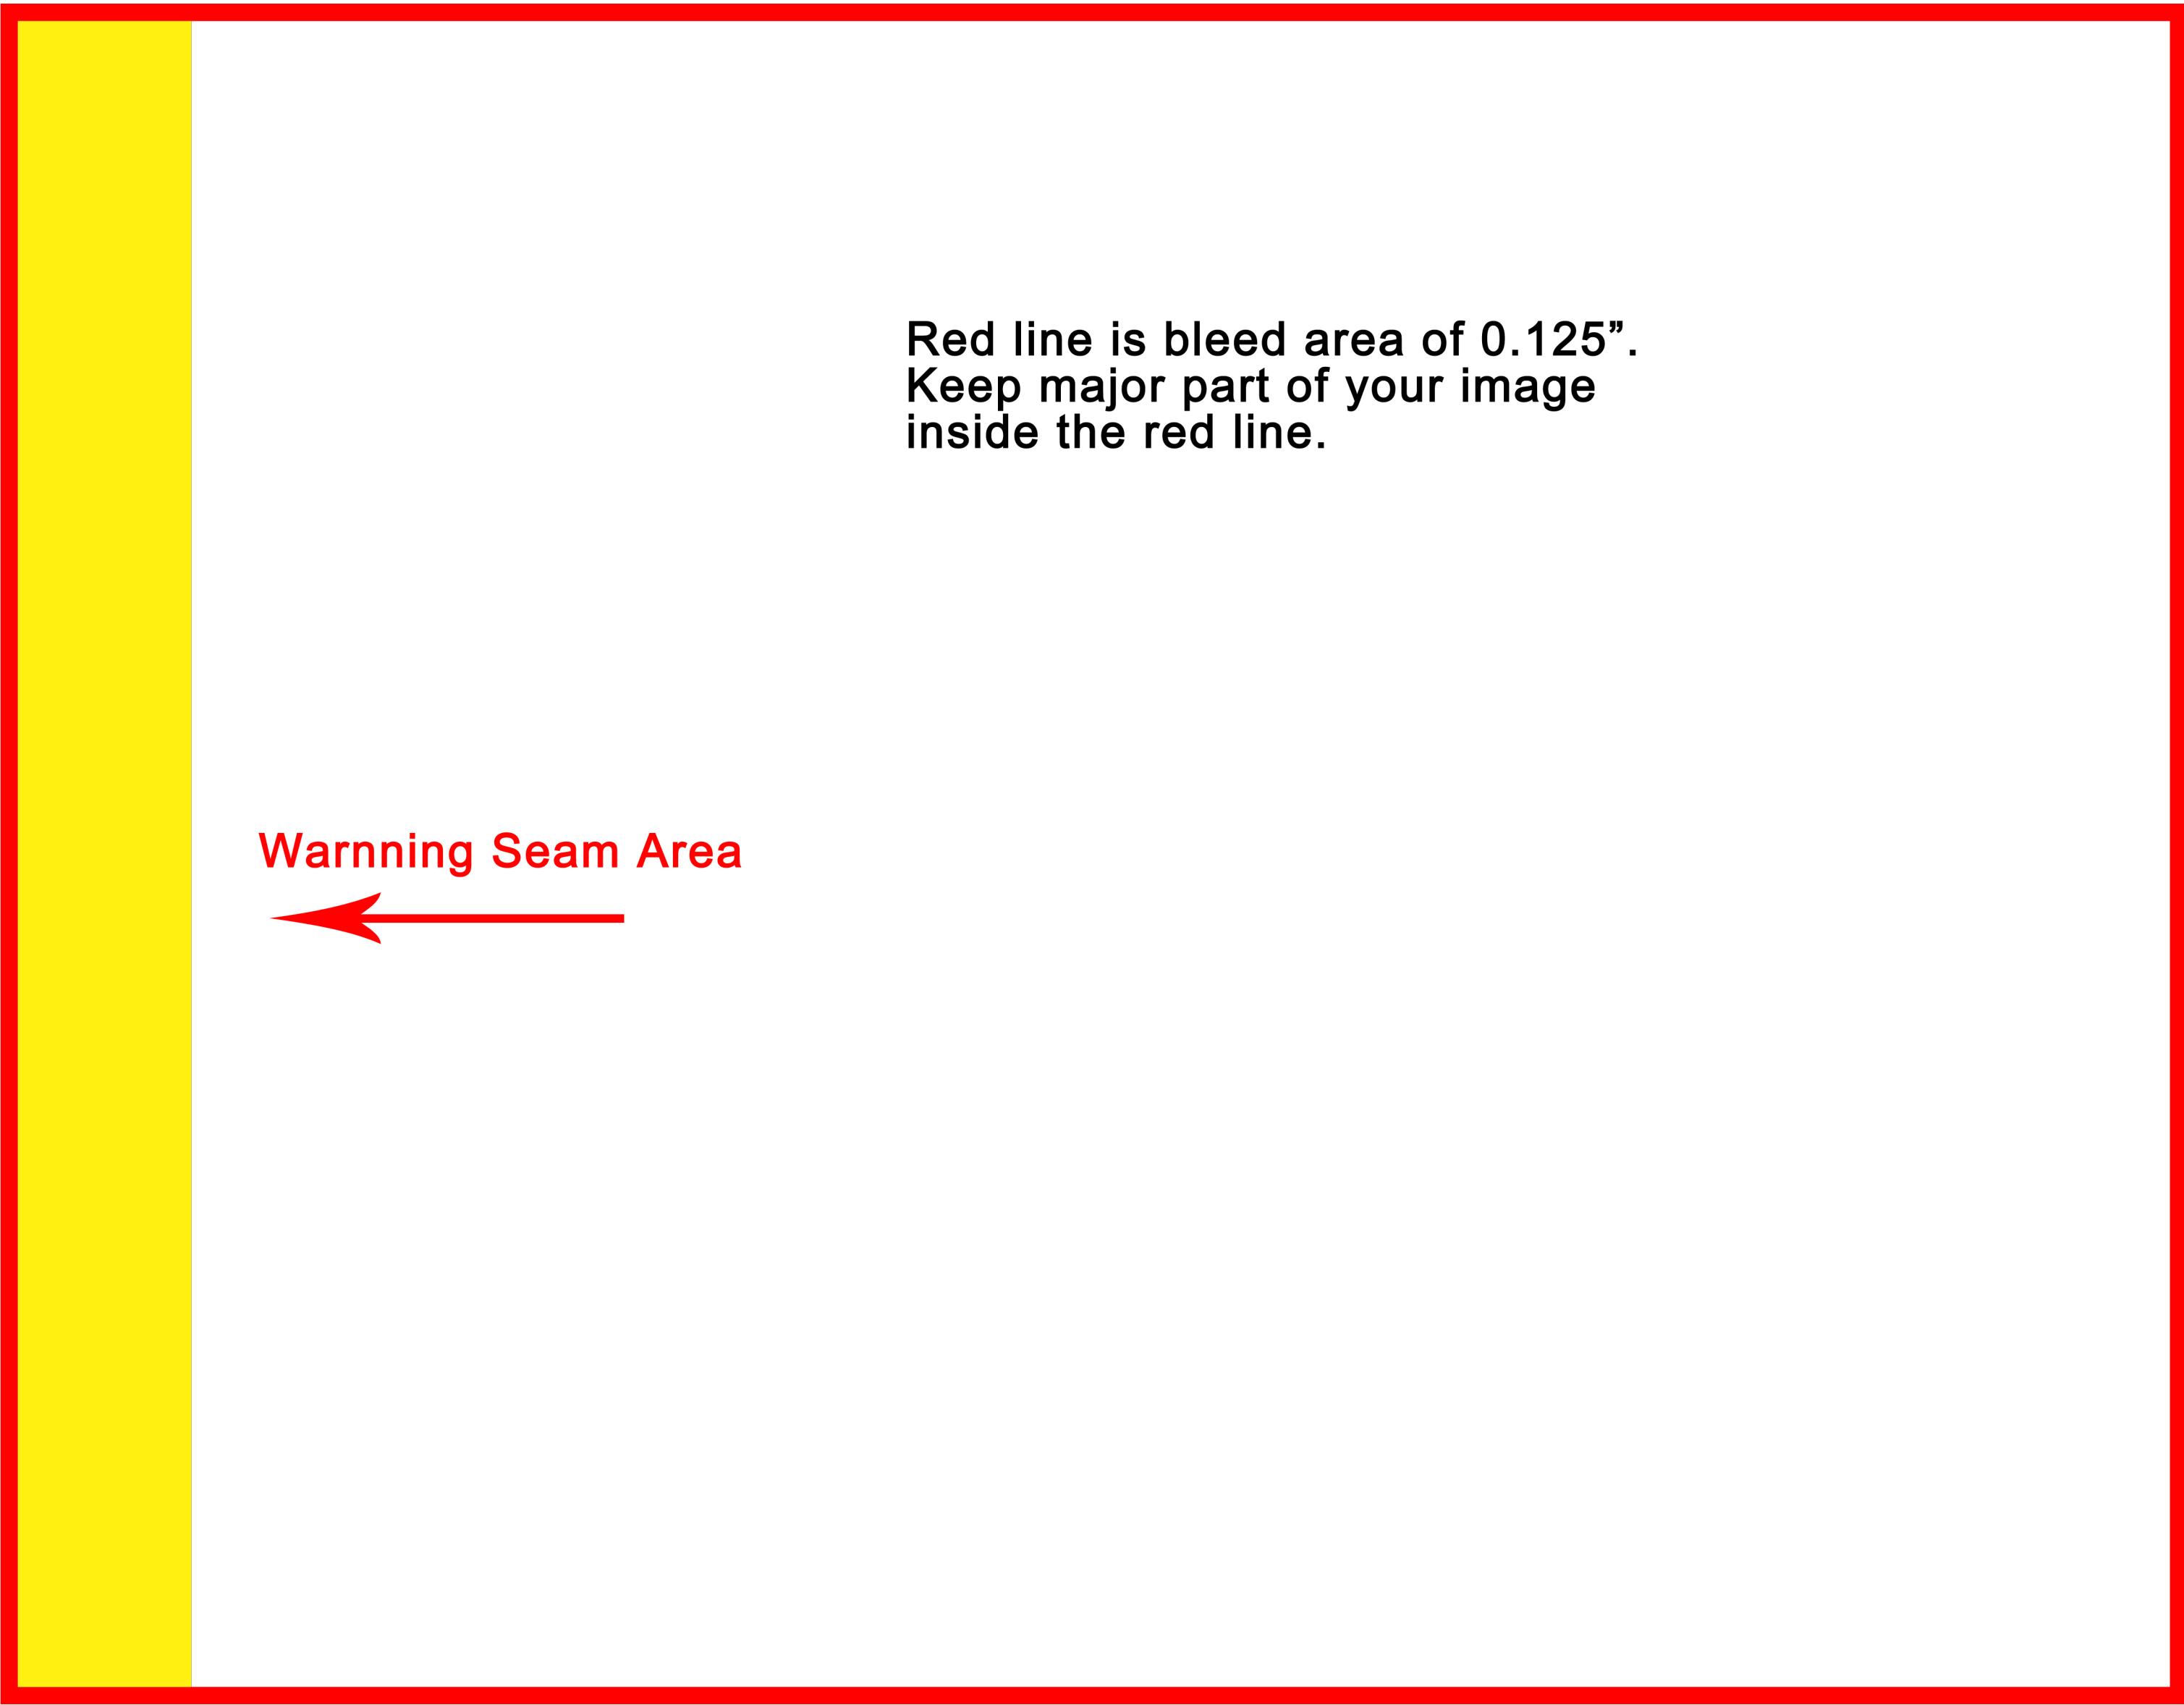 Red line is bleed area of 0.125”.
Keep major part of your image
inside the red line.
Warnning Seam Area